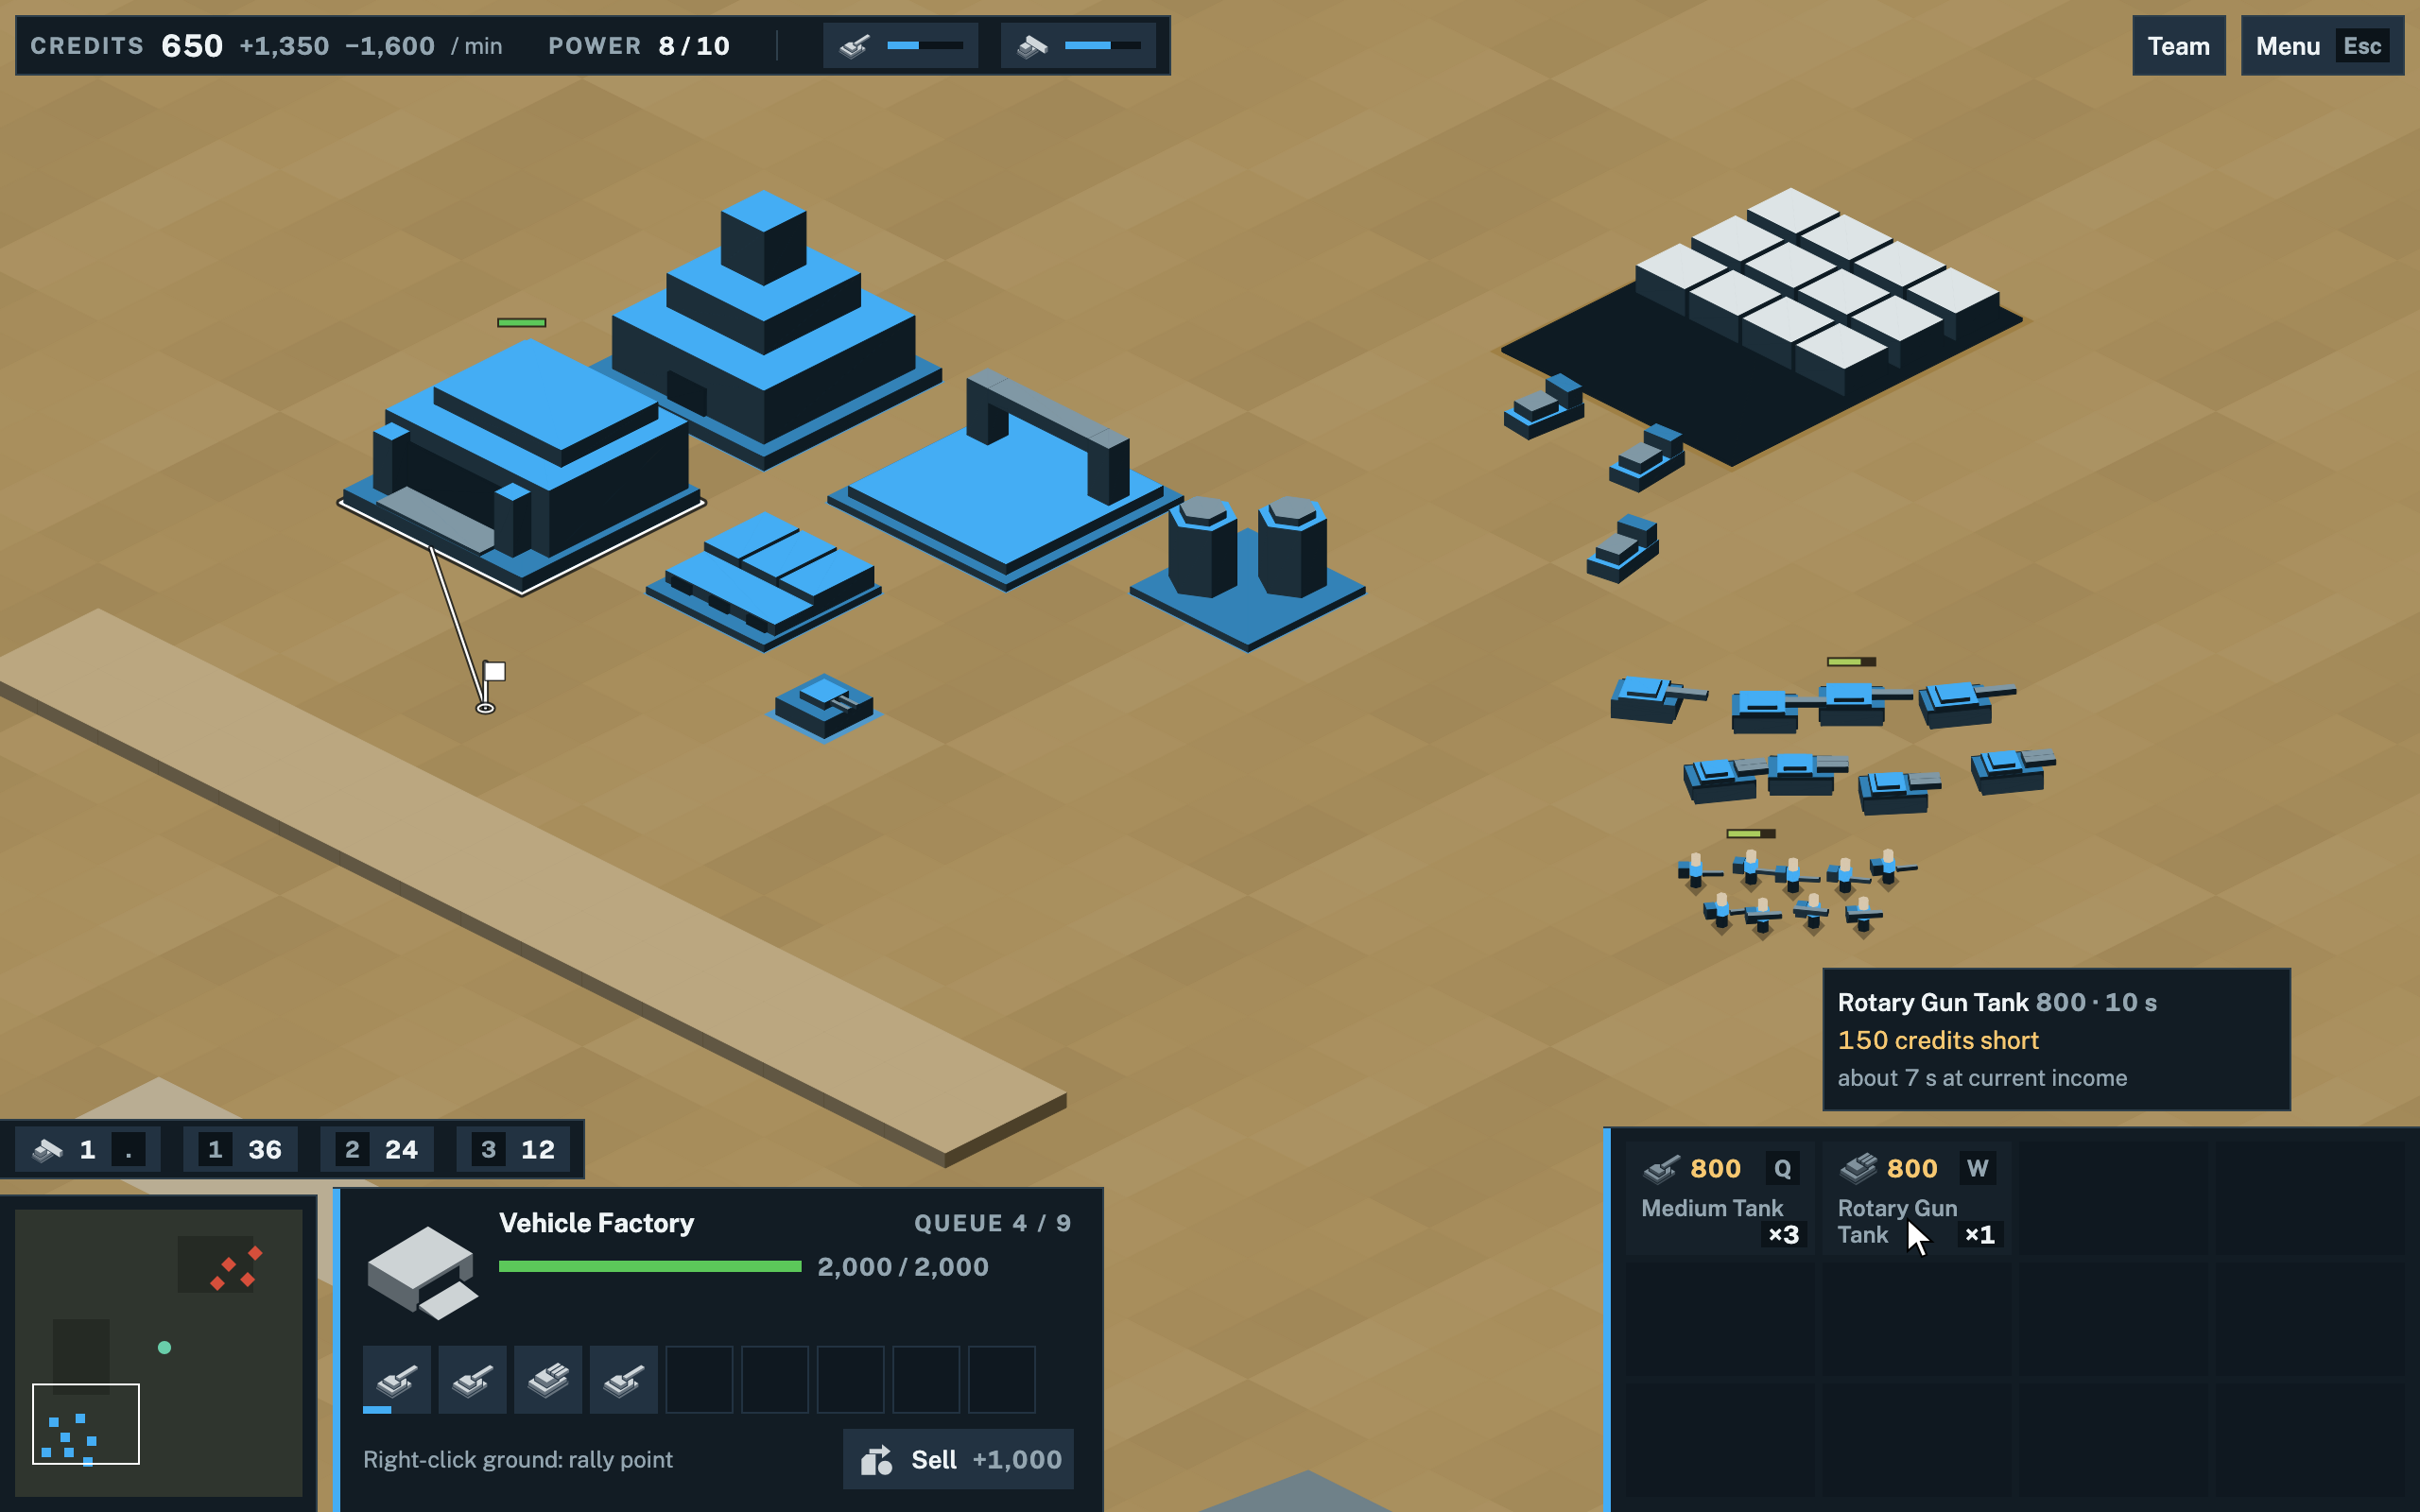 CREDITS 650 +1,350 −1,600 / min POWER 8/10
Team
Menu Esc
Rotary Gun Tank 800 · 10 s
150 credits short
about 7 s at current income
1 .
1 36
2 24
3 12
Vehicle Factory
QUEUE 4 / 9
2,000 / 2,000
Right-click ground: rally point
Sell +1,000
800 Q
Medium Tank
×3
800 W
Rotary Gun
Tank
×1